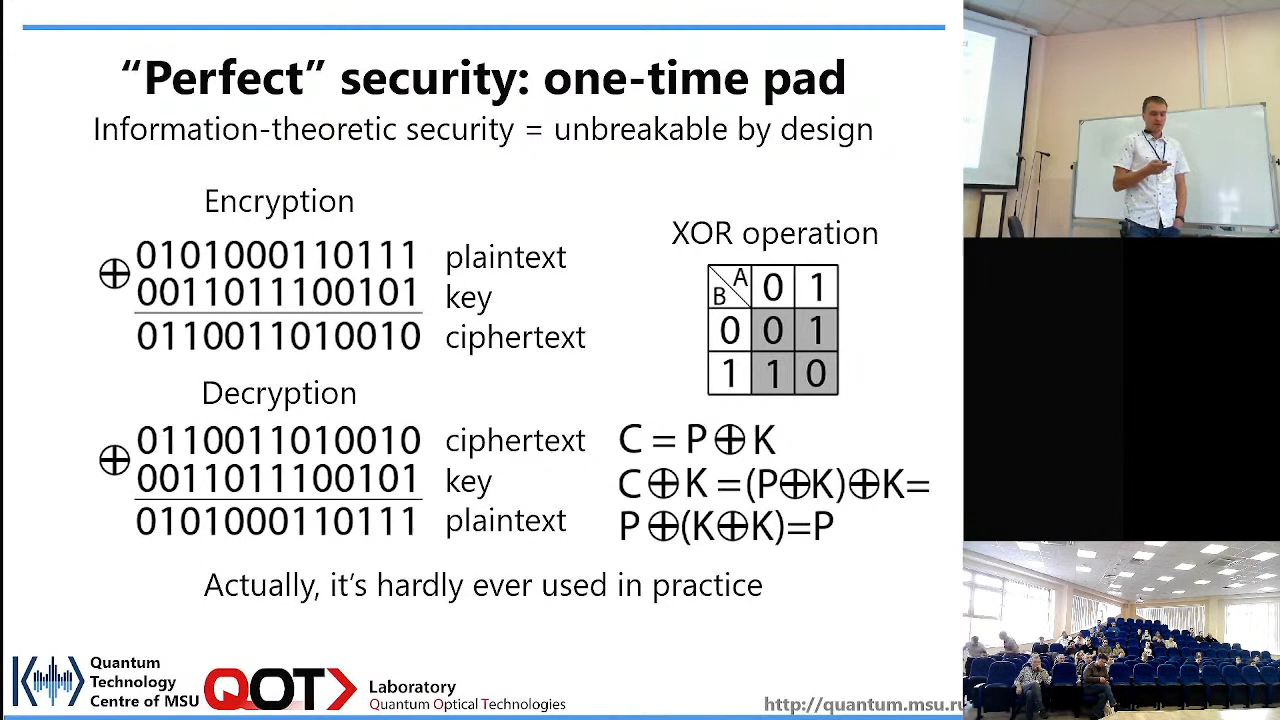 “Perfect” security: one-time pad
Information-theoretic security = unbreakable by design
Encryption
⊕ 0101000110111 plaintext
0011011100101 key
0110011010010 ciphertext
Decryption
⊕ 0110011010010 ciphertext
0011011100101 key
0101000110111 plaintext
XOR operation
A
B 0 1
0 0 1
1 1 0
C = P⊕K
C⊕K =(P⊕K)⊕K=
P⊕(K⊕K)=P
Actually, it’s hardly ever used in practice
Quantum
Technology
Centre of MSU
QOT
Laboratory
Quantum Optical Technologies
http://quantum.msu.ru